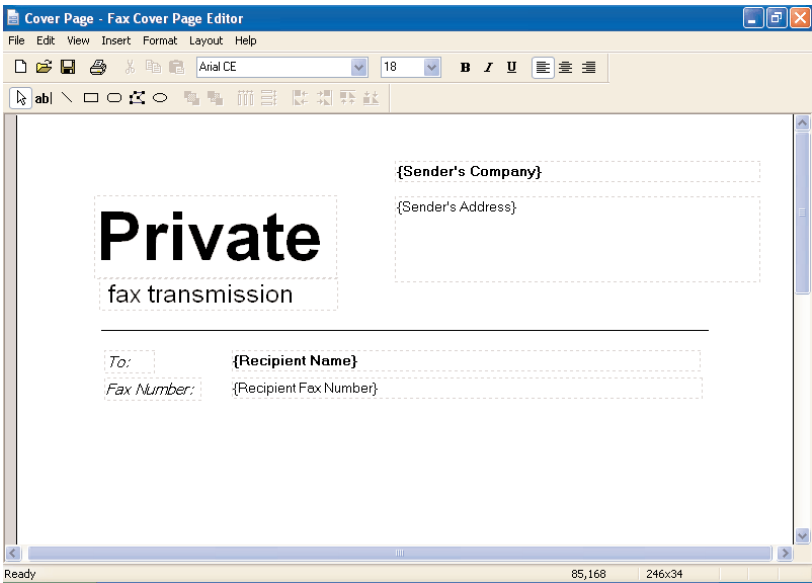 Cover Page - Fax Cover Page Editor
File Edit View Insert Format Layout Help
Arial CE 18 B I U
ab|
{Sender's Company}
{Sender's Address}
Private
fax transmission
To: {Recipient Name}
Fax Number: {Recipient Fax Number}
Ready 85,168 246x34